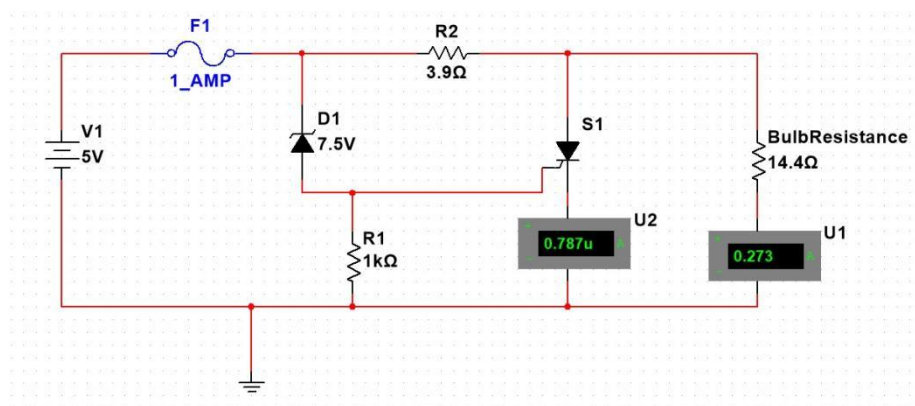 F1
1_AMP
V1
5V
D1
7.5V
R1
1kΩ
R2
3.9Ω
S1
U2
0.787u A
BulbResistance
14.4Ω
U1
0.273 A